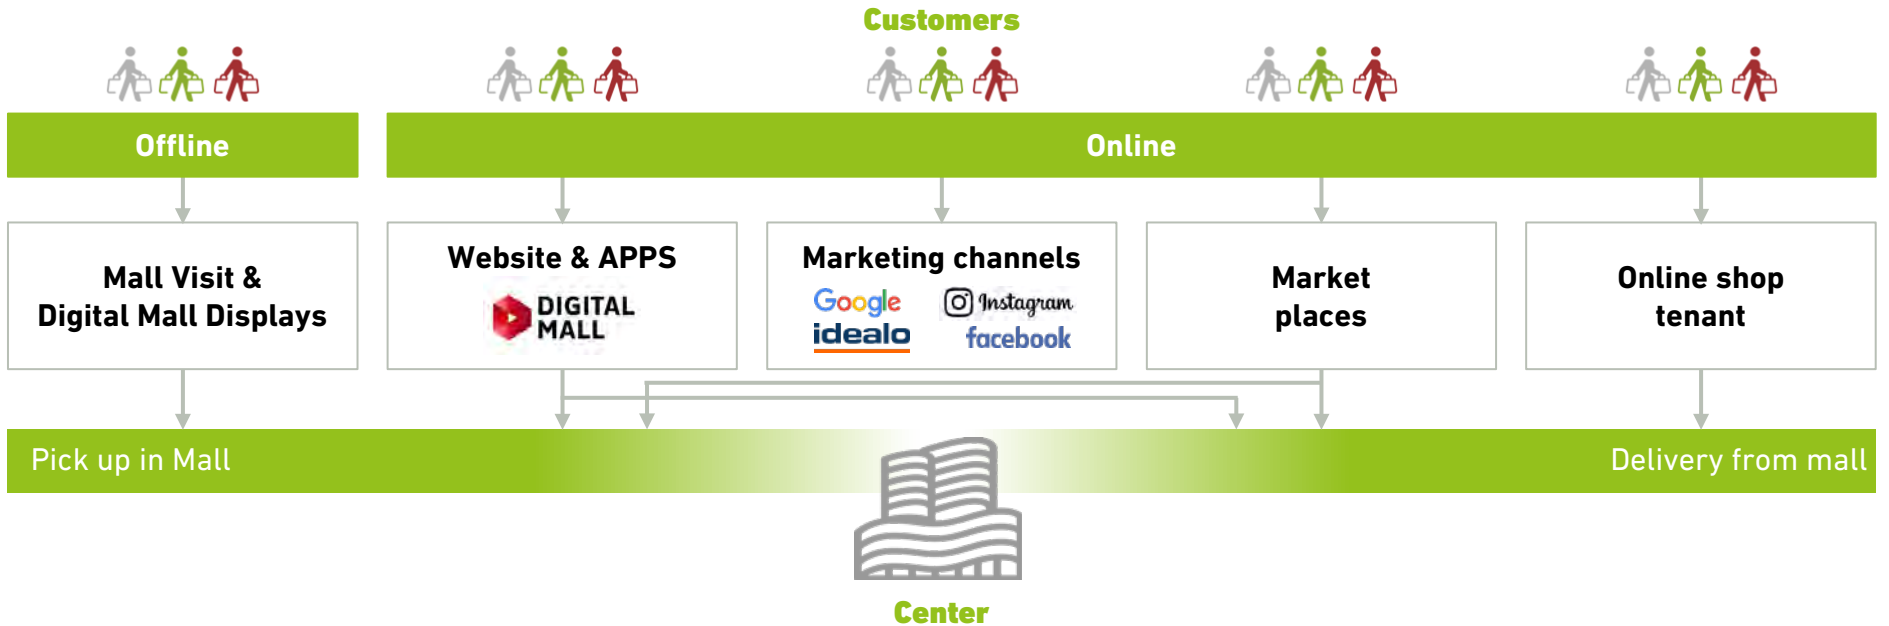 Customers
Offline
Online
Mall Visit &
Digital Mall Displays
Website & APPS
DIGITAL
MALL
Marketing channels
Google
Instagram
idealo
facebook
Market
places
Online shop
tenant
Pick up in Mall
Delivery from mall
Center